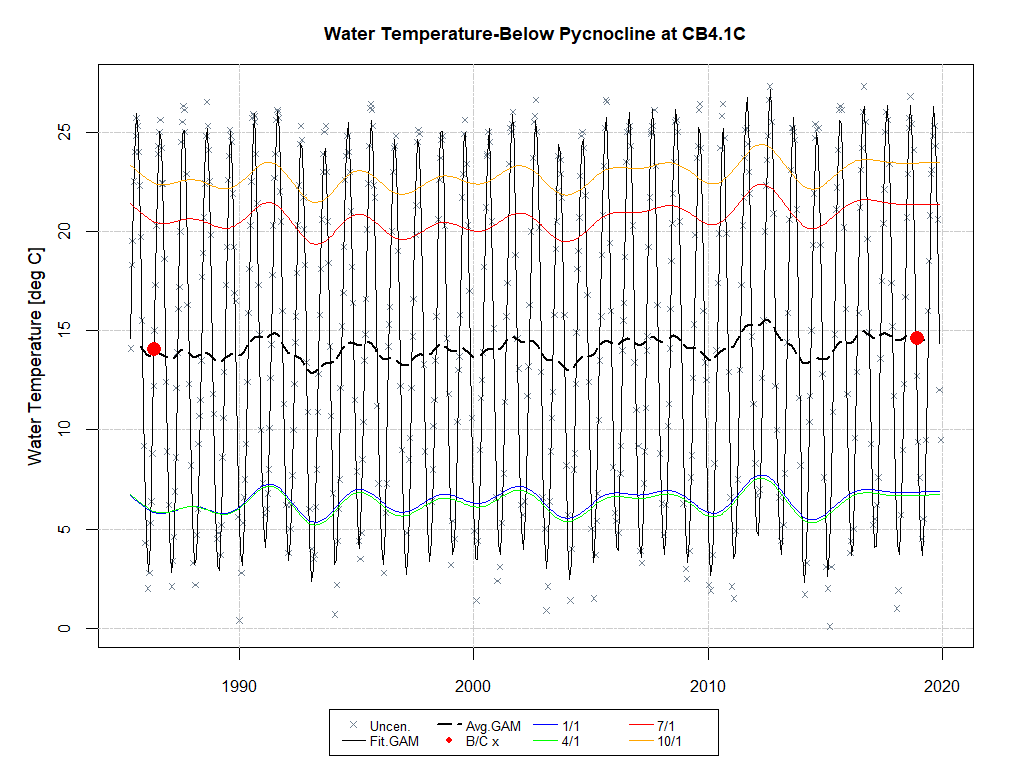 Water Temperature-Below Pycnocline at CB4.1C
Water Temperature [deg C]
25
20
15
10
5
0
1990 2000 2010 2020
Uncen. Avg.GAM 1/1 7/1
Fit.GAM B/C x 4/1 10/1